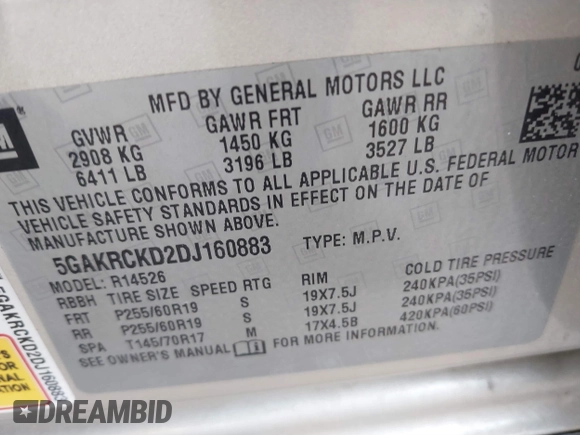 MFD BY GENERAL MOTORS LLC
GVWR GAWR FRT GAWR RR
2908 KG 1450 KG 1600 KG
6411 LB 3196 LB 3527 LB
THIS VEHICLE CONFORMS TO ALL APPLICABLE U.S. FEDERAL MOTOR
VEHICLE SAFETY STANDARDS IN EFFECT ON THE DATE OF
MANUFACTURE SHOWN ABOVE.
5GAKRCKD2DJ160883 TYPE: M.P.V.
MODEL: R14526
RBBH TIRE SIZE SPEED RTG RIM COLD TIRE PRESSURE
FRT P255/60R19 S 19X7.5J 240KPA(35PSI)
RR P255/60R19 S 19X7.5J 240KPA(35PSI)
SPA T145/70R17 M 17X4.5B 420KPA(60PSI)
SEE OWNER'S MANUAL FOR MORE INFORMATION.
GM
5GAKRCKD2DJ160883
DREAMBID